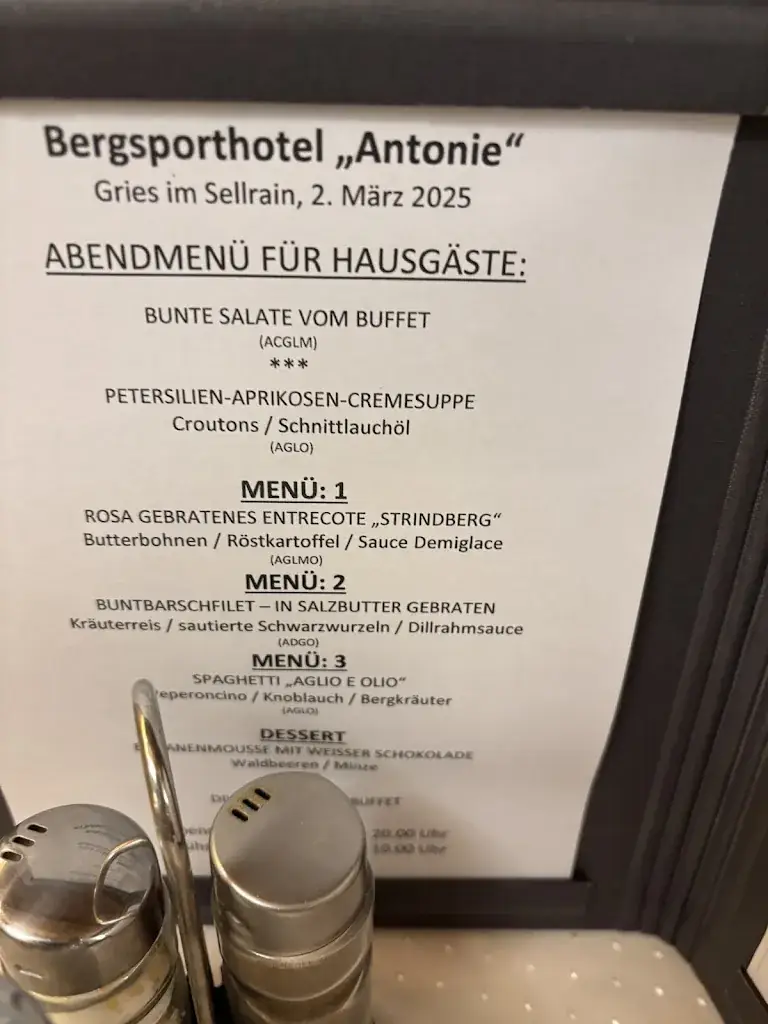 Bergsporthotel „Antonie“
Gries im Sellrain, 2. März 2025
ABENDMENÜ FÜR HAUSGÄSTE:
BUNTE SALATE VOM BUFFET
(ACGLM)
***
PETERSILIEN-APRIKOSEN-CREMESUPPE
Croutons / Schnittlauchöl
(AGLO)
MENÜ: 1
ROSA GEBRATENES ENTRECOTE „STRINDBERG“
Butterbohnen / Röstkartoffel / Sauce Demiglace
(AGLMO)
MENÜ: 2
BUNTBARSCHFILET – IN SALZBUTTER GEBRATEN
Kräuterreis / sautierte Schwarzwurzeln / Dillrahmsauce
(ADGO)
MENÜ: 3
SPAGHETTI „AGLIO E OLIO“
eperoncino / Knoblauch / Bergkräuter
(AGLO)
DESSERT
ANENMOUSSE MIT WEISSER SCHOKOLADE
Waldbeeren / Minze
BUFFET
20.00 Uhr
10.00 Uhr